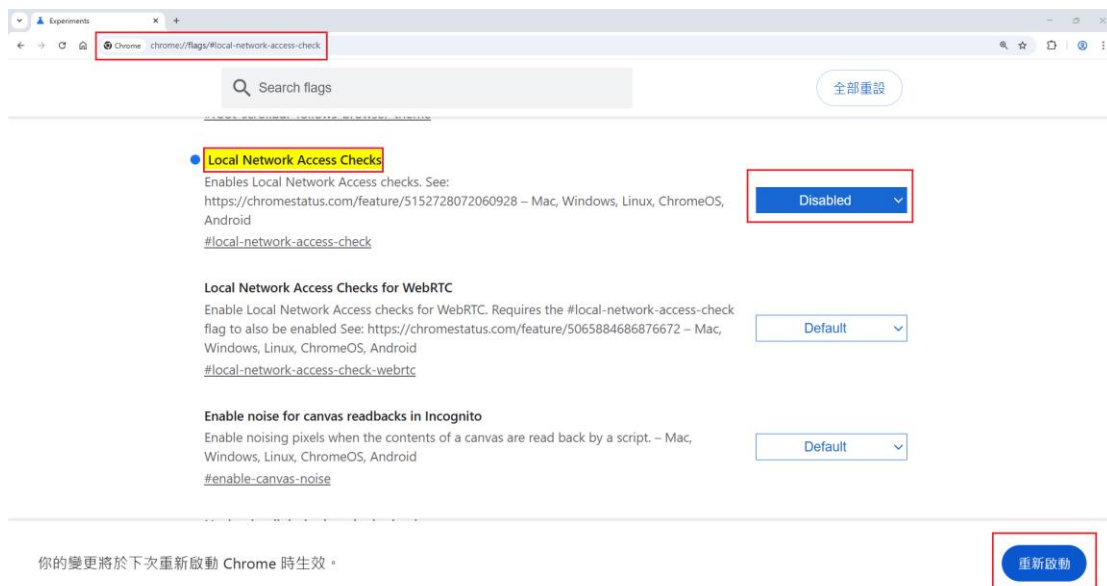 Experiments
Chrome chrome://flags/#local-network-access-check
Search flags
全部重設
#root-scrollbar-follows-browser-theme
Local Network Access Checks
Enables Local Network Access checks. See:
https://chromestatus.com/feature/5152728072060928 – Mac, Windows, Linux, ChromeOS,
Android
#local-network-access-check
Disabled
Local Network Access Checks for WebRTC
Enable Local Network Access checks for WebRTC. Requires the #local-network-access-check
flag to also be enabled See: https://chromestatus.com/feature/5065884686876672 – Mac,
Windows, Linux, ChromeOS, Android
#local-network-access-check-webrtc
Default
Enable noise for canvas readbacks in Incognito
Enable noising pixels when the contents of a canvas are read back by a script. – Mac,
Windows, Linux, ChromeOS, Android
#enable-canvas-noise
Default
你的變更將於下次重新啟動 Chrome 時生效。
重新啟動